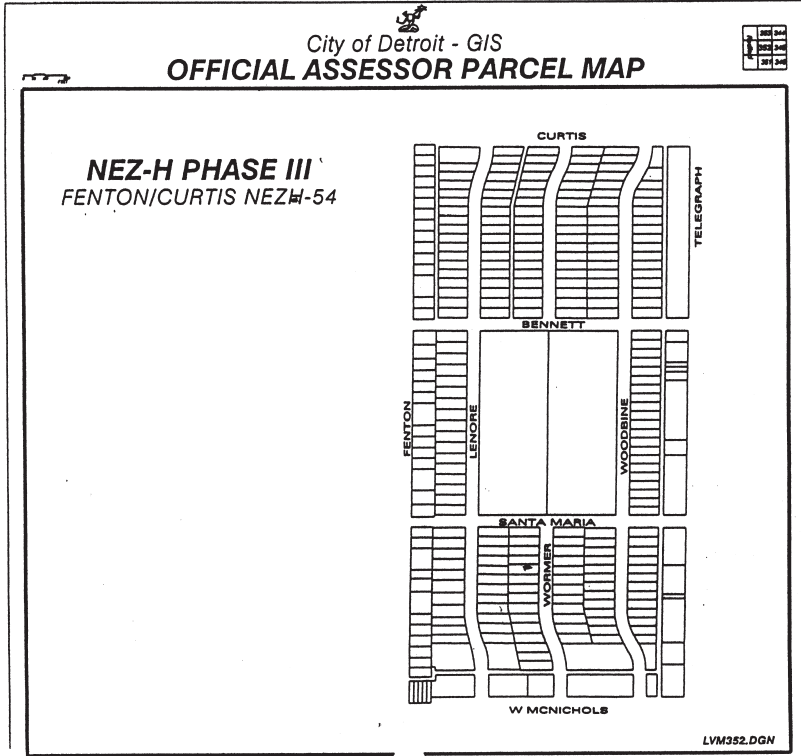 City of Detroit - GIS
OFFICIAL ASSESSOR PARCEL MAP
NEZ-H PHASE III
FENTON/CURTIS NEZH-54
CURTIS
TELEGRAPH
BENNETT
FENTON
LENORE
WOODBINE
SANTA MARIA
WORMER
W MCNICHOLS
LVM352.DGN